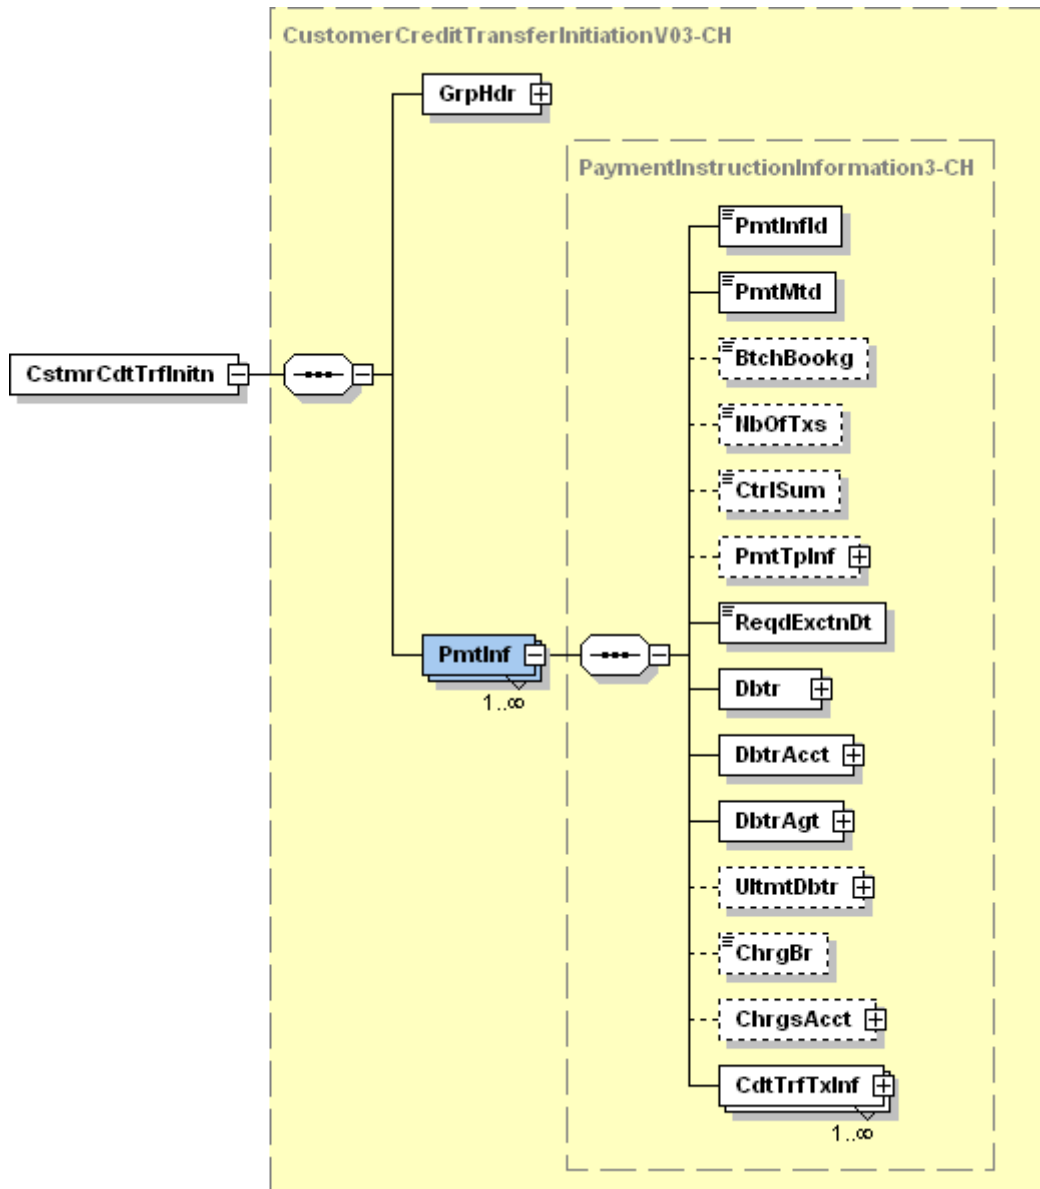 CustomerCreditTransferInitiationV03-CH
GrpHdr
PaymentInstructionInformation3-CH
PmtInfId
PmtMtd
CstmrCdtTrfInitn
BtchBookg
NbOfTxs
CtrlSum
PmtTpInf
ReqdExctnDt
PmtInf
1..∞
Dbtr
DbtrAcct
DbtrAgt
UltmtDbtr
ChrgBr
ChrgsAcct
CdtTrfTxInf
1..∞